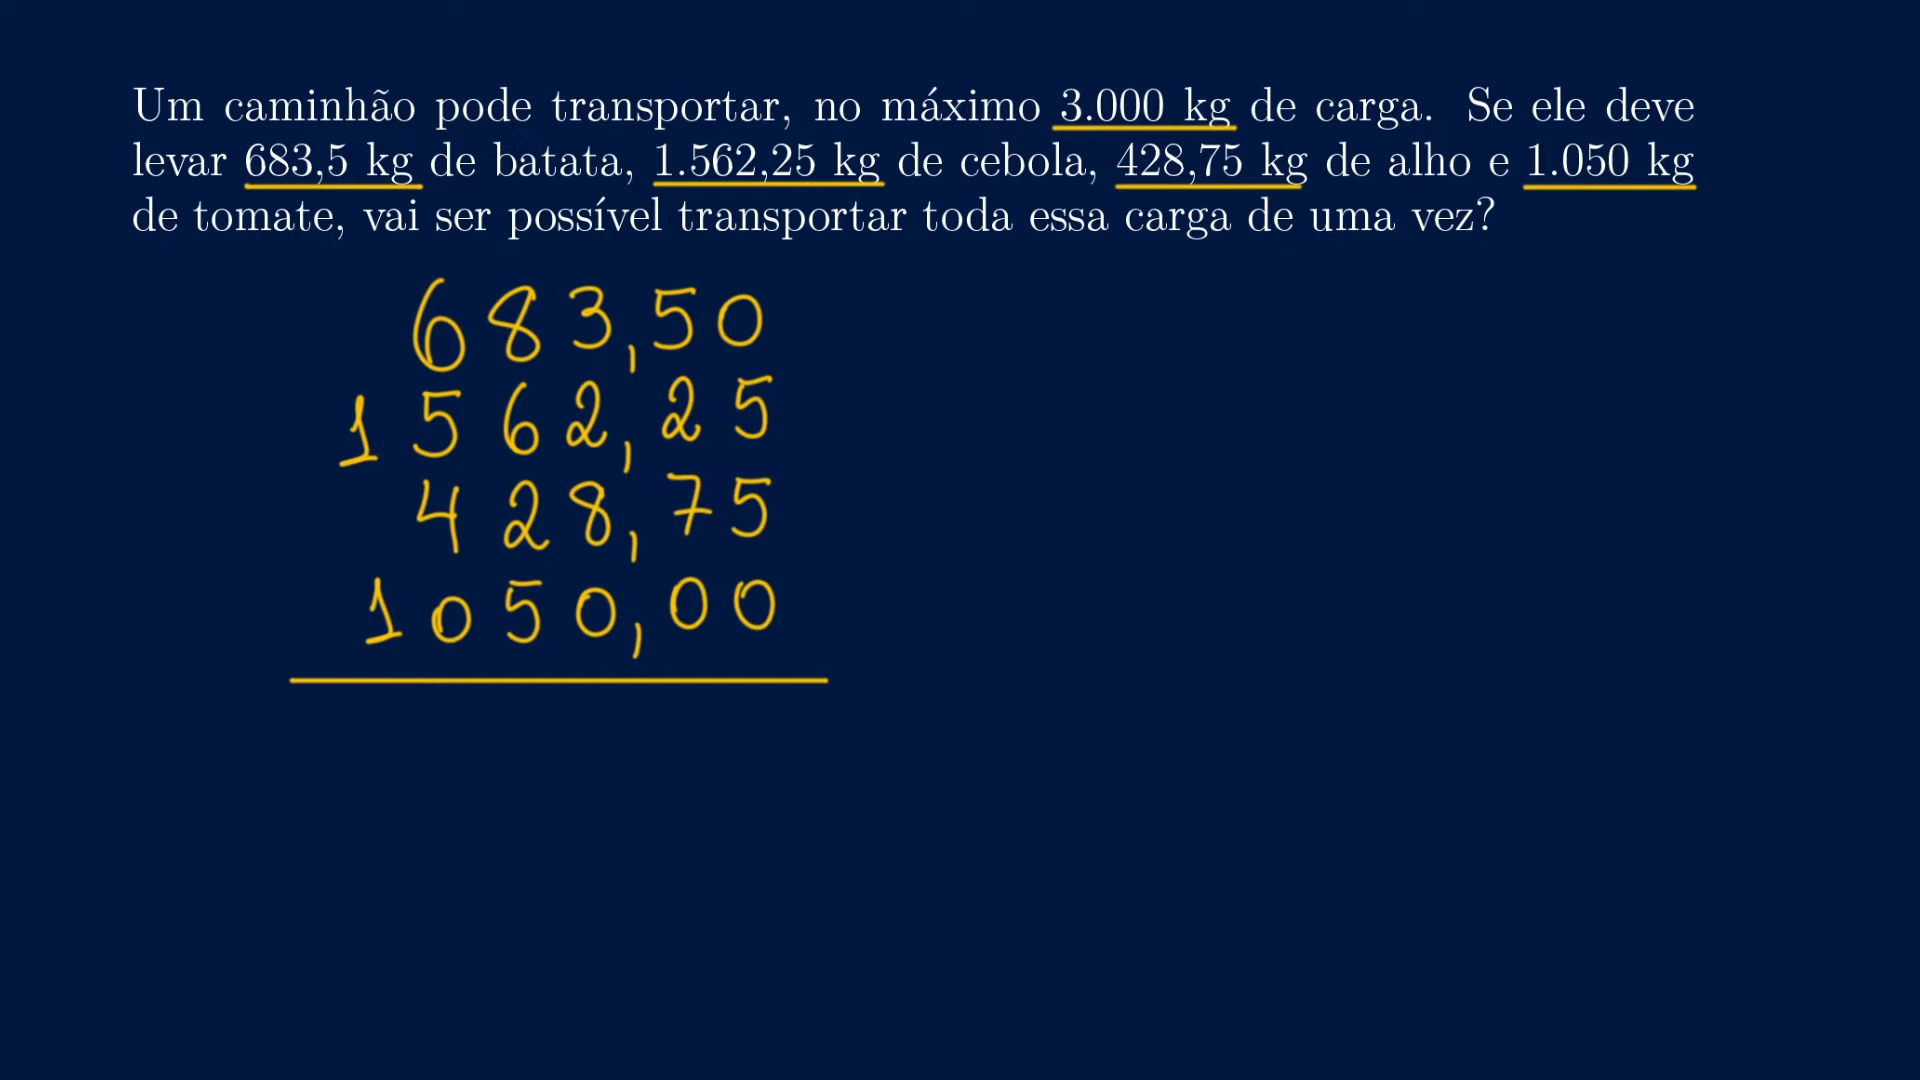 Um caminhão pode transportar, no máximo 3.000 kg de carga. Se ele deve
levar 683,5 kg de batata, 1.562,25 kg de cebola, 428,75 kg de alho e 1.050 kg
de tomate, vai ser possível transportar toda essa carga de uma vez?
683,50
1562,25
428,75
1050,00